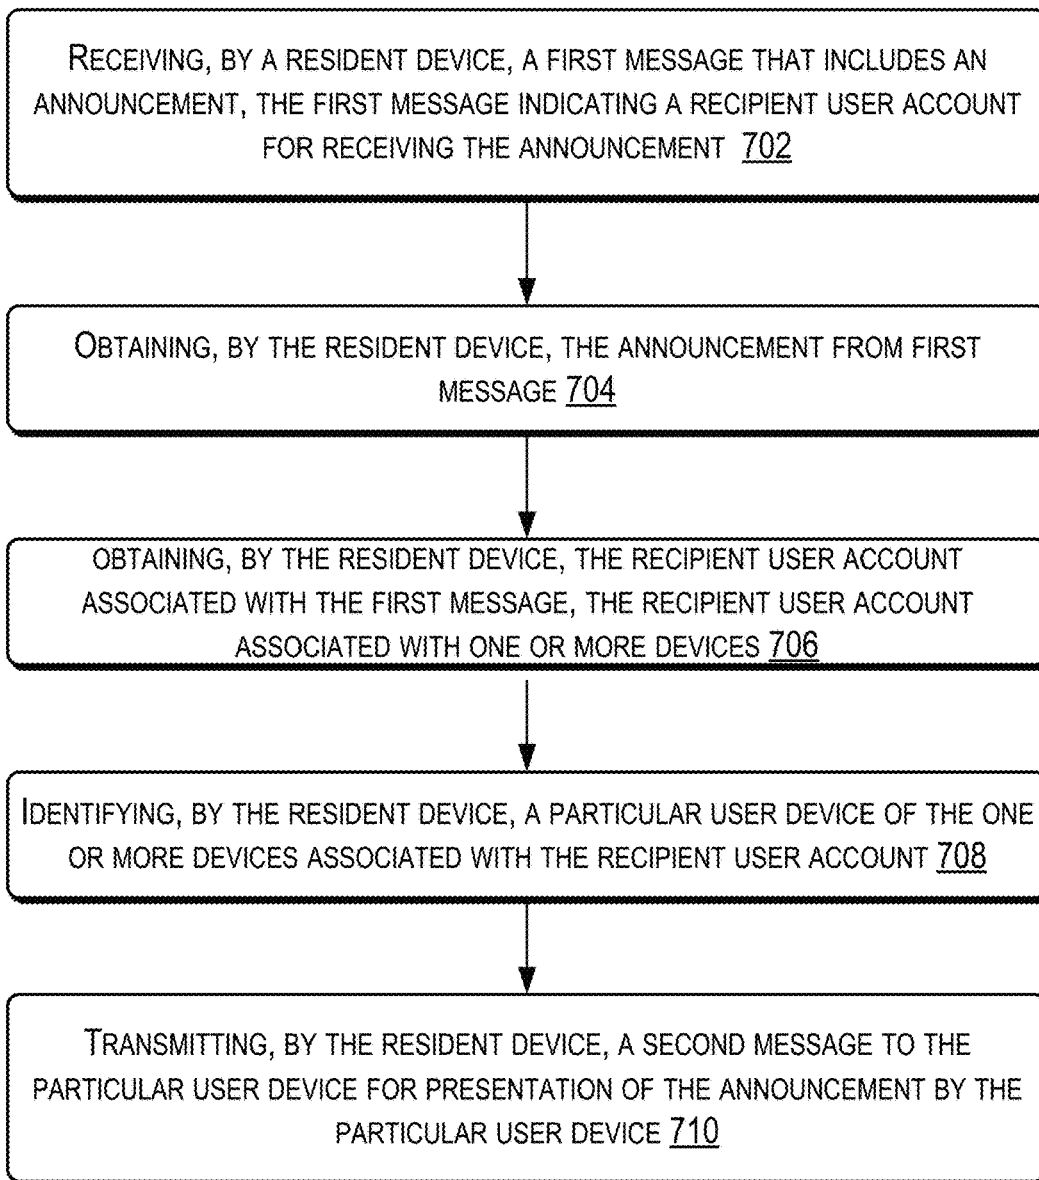 RECEIVING, BY A RESIDENT DEVICE, A FIRST MESSAGE THAT INCLUDES AN
ANNOUNCEMENT, THE FIRST MESSAGE INDICATING A RECIPIENT USER ACCOUNT
FOR RECEIVING THE ANNOUNCEMENT 702
OBTAINING, BY THE RESIDENT DEVICE, THE ANNOUNCEMENT FROM FIRST
MESSAGE 704
OBTAINING, BY THE RESIDENT DEVICE, THE RECIPIENT USER ACCOUNT
ASSOCIATED WITH THE FIRST MESSAGE, THE RECIPIENT USER ACCOUNT
ASSOCIATED WITH ONE OR MORE DEVICES 706
IDENTIFYING, BY THE RESIDENT DEVICE, A PARTICULAR USER DEVICE OF THE ONE
OR MORE DEVICES ASSOCIATED WITH THE RECIPIENT USER ACCOUNT 708
TRANSMITTING, BY THE RESIDENT DEVICE, A SECOND MESSAGE TO THE
PARTICULAR USER DEVICE FOR PRESENTATION OF THE ANNOUNCEMENT BY THE
PARTICULAR USER DEVICE 710